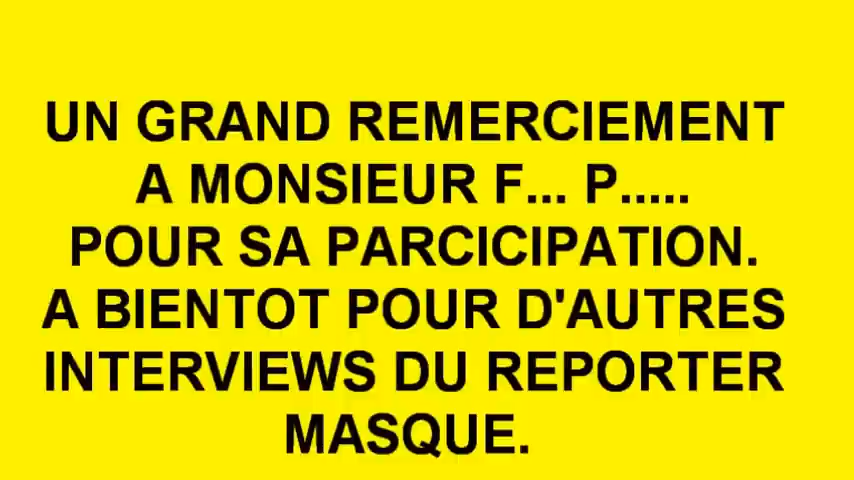 UN GRAND REMERCIEMENT
A MONSIEUR F... P.....
POUR SA PARCICIPATION.
A BIENTOT POUR D'AUTRES
INTERVIEWS DU REPORTER
MASQUE.